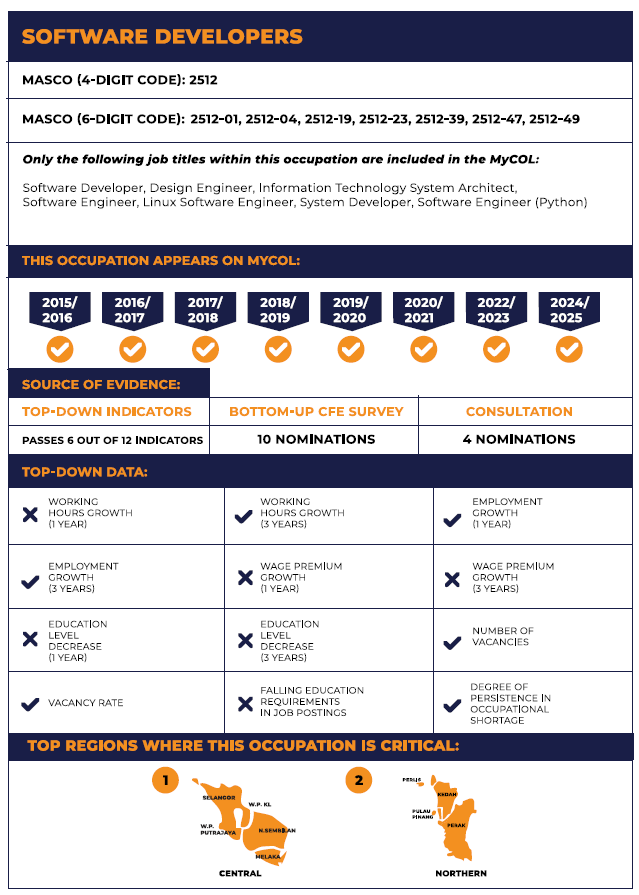 SOFTWARE DEVELOPERS
MASCO (4-DIGIT CODE): 2512
MASCO (6-DIGIT CODE): 2512-01, 2512-04, 2512-19, 2512-23, 2512-39, 2512-47, 2512-49
Only the following job titles within this occupation are included in the MyCOL:
Software Developer, Design Engineer, Information Technology System Architect,
Software Engineer, Linux Software Engineer, System Developer, Software Engineer (Python)
THIS OCCUPATION APPEARS ON MYCOL:
2015/
2016
2016/
2017
2017/
2018
2018/
2019
2019/
2020
2020/
2021
2022/
2023
2024/
2025
SOURCE OF EVIDENCE:
TOP-DOWN INDICATORS
BOTTOM-UP CFE SURVEY
CONSULTATION
PASSES 6 OUT OF 12 INDICATORS
10 NOMINATIONS
4 NOMINATIONS
TOP-DOWN DATA:
WORKING
HOURS GROWTH
(1 YEAR)
WORKING
HOURS GROWTH
(3 YEARS)
EMPLOYMENT
GROWTH
(1 YEAR)
EMPLOYMENT
GROWTH
(3 YEARS)
WAGE PREMIUM
GROWTH
(1 YEAR)
WAGE PREMIUM
GROWTH
(3 YEARS)
EDUCATION
LEVEL
DECREASE
(1 YEAR)
EDUCATION
LEVEL
DECREASE
(3 YEARS)
NUMBER OF
VACANCIES
VACANCY RATE
FALLING EDUCATION
REQUIREMENTS
IN JOB POSTINGS
DEGREE OF
PERSISTENCE IN
OCCUPATIONAL
SHORTAGE
TOP REGIONS WHERE THIS OCCUPATION IS CRITICAL:
1
SELANGOR
W.P. KL
W.P.
PUTRAJAYA
N.SEMBILAN
MELAKA
CENTRAL
2
PERLIS
KEDAH
PULAU
PINANG
PERAK
NORTHERN